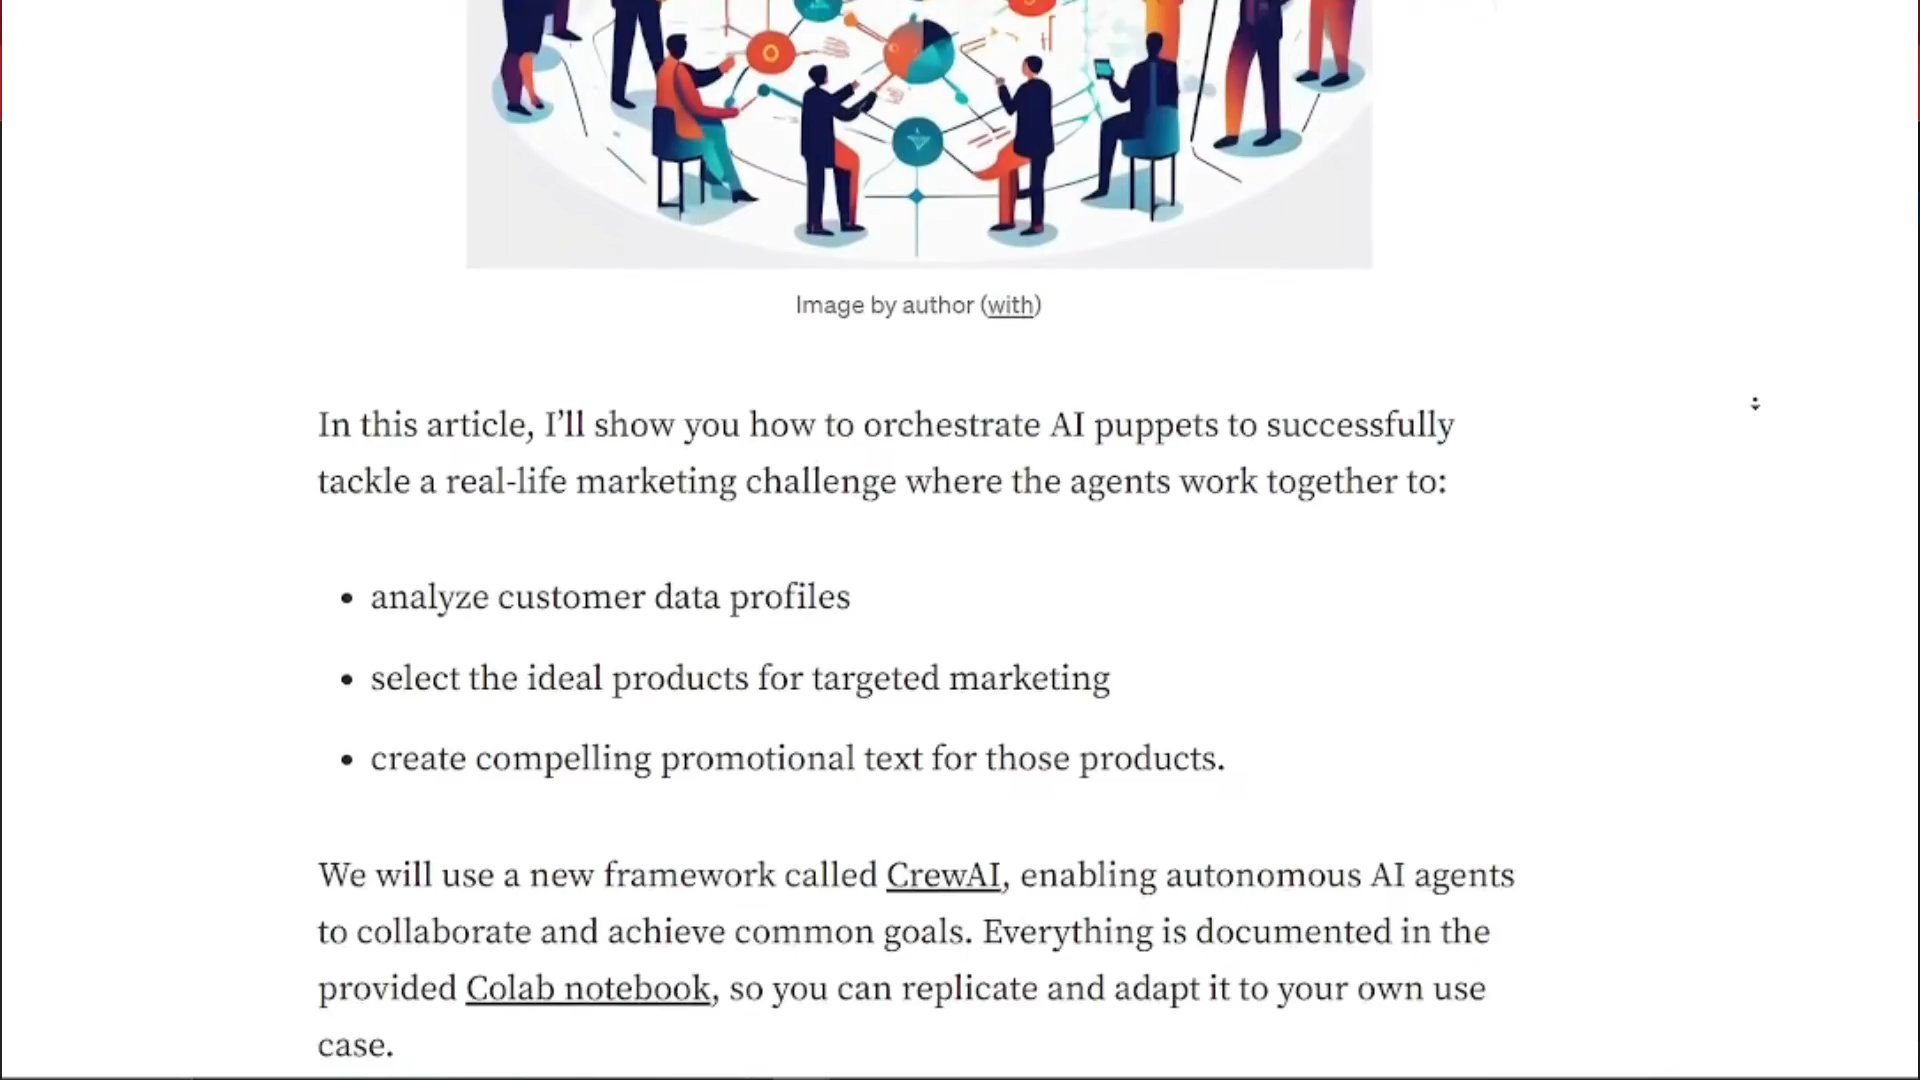 Image by author (with)
In this article, I’ll show you how to orchestrate AI puppets to successfully
tackle a real-life marketing challenge where the agents work together to:
• analyze customer data profiles
• select the ideal products for targeted marketing
• create compelling promotional text for those products.
We will use a new framework called CrewAI, enabling autonomous AI agents
to collaborate and achieve common goals. Everything is documented in the
provided Colab notebook, so you can replicate and adapt it to your own use
case.